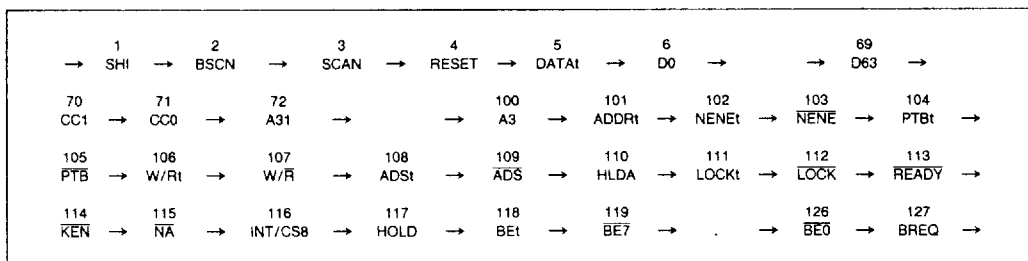 1 2 3 4 5 6 69
→ SHI → BSCN → SCAN → RESET → DATAt → D0 → → D63 →
70 71 72 100 101 102 103 104
CC1 → CC0 → A31 → → A3 → ADDRt → NENEt → NENE → PTBt →
105 106 107 108 109 110 111 112 113
PTB → W/Rt → W/R → ADSt → ADS → HLDA → LOCKt → LOCK → READY →
114 115 116 117 118 119 126 127
KEN → NA → INT/CS8 → HOLD → BEt → BE7 → . → BE0 → BREQ →